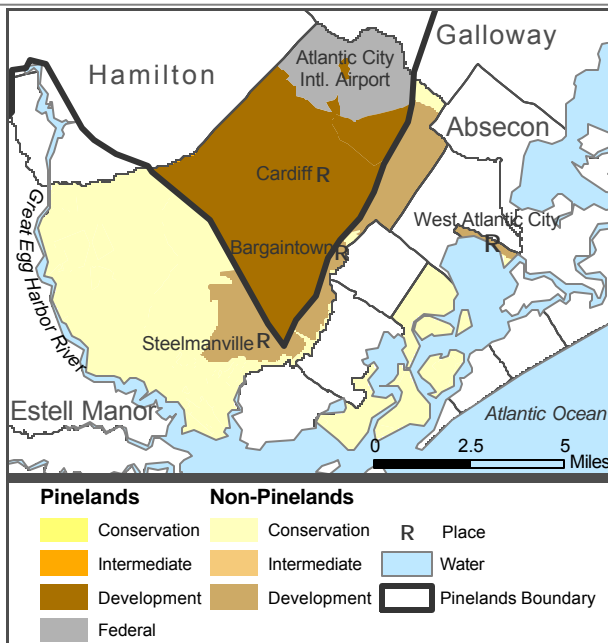 Galloway
Hamilton
Atlantic City
Intl. Airport
Absecon
Cardiff R
West Atlantic City
R
Bargaintown R
Great Egg Harbor River
Steelmanville R
Estell Manor
Atlantic Ocean
0 2.5 5
Miles
Pinelands Non-Pinelands
Conservation Conservation R Place
Intermediate Intermediate Water
Development Development Pinelands Boundary
Federal